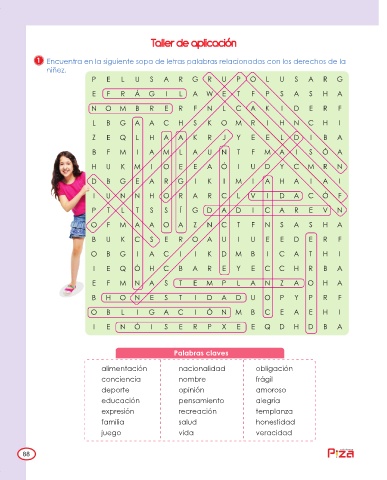 Taller de aplicación
1 Encuentra en la siguiente sopa de letras palabras relacionadas con los derechos de la
niñez.
P E L U S A R G R U P O L U S A R G
E F R Á G I L A W E T F P S A S H A
N O M B R E R F N L C A K I D E R F
L B G A A C H S K O M R I H N C H I
Z E Q L H A A K R J Y E E L D I B A
B F M I A M L A U N T F M A I S Ó A
H U K M I O E E A Ó I U D Y C M R N
D B G E A R G I K I M I A H A I A I
I U N N H O R A R C L V I D A C O F
P T L T S S Í G D A D I C A R E V N
O F M A A O A Z N C T F N S A S H A
B U K C S E R O A U I U E E D E R F
O B G I A C I I K D M B I C A T H I
I E Q Ó H C B A R E Y E C C H R B A
E F M N A S T E M P L A N Z A O H A
B H O N E S T I D A D U O P Y P R F
O B L I G A C I Ó N M B C E A E H I
I E N Ó I S E R P X E E Q D H D B A
Palabras claves
alimentación nacionalidad obligación
conciencia nombre frágil
deporte opinión amoroso
educación pensamiento alegría
expresión recreación templanza
familia salud honestidad
juego vida veracidad
88